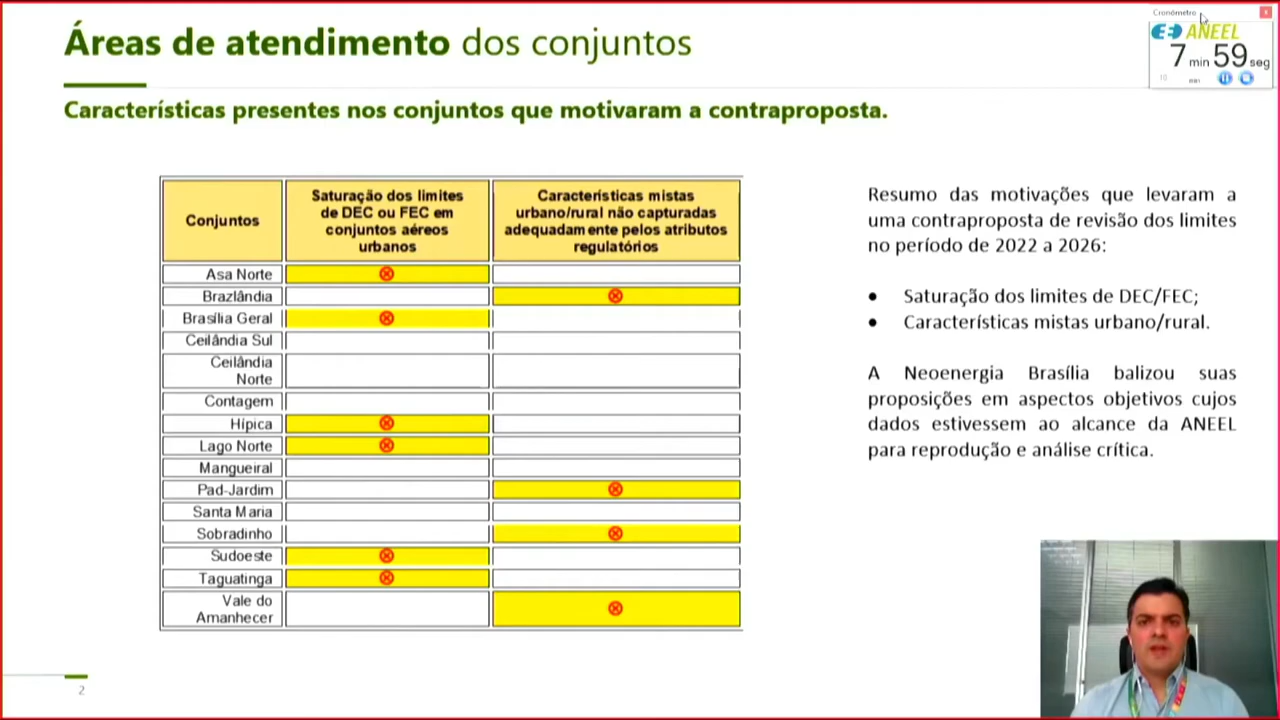 Áreas de atendimento dos conjuntos
Cronômetro
ANEEL
7 min 59 seg
10 min
Características presentes nos conjuntos que motivaram a contraproposta.
Conjuntos
Saturação dos limites
de DEC ou FEC em
conjuntos aéreos
urbanos
Características mistas
urbano/rural não capturadas
adequadamente pelos atributos
regulatórios
Asa Norte
Brazlândia
Brasília Geral
Ceilândia Sul
Ceilândia
Norte
Contagem
Hípica
Lago Norte
Mangueiral
Pad-Jardim
Santa Maria
Sobradinho
Sudoeste
Taguatinga
Vale do
Amanhecer
Resumo das motivações que levaram a
uma contraproposta de revisão dos limites
no período de 2022 a 2026:
• Saturação dos limites de DEC/FEC;
• Características mistas urbano/rural.
A Neoenergia Brasília balizou suas
proposições em aspectos objetivos cujos
dados estivessem ao alcance da ANEEL
para reprodução e análise crítica.
2